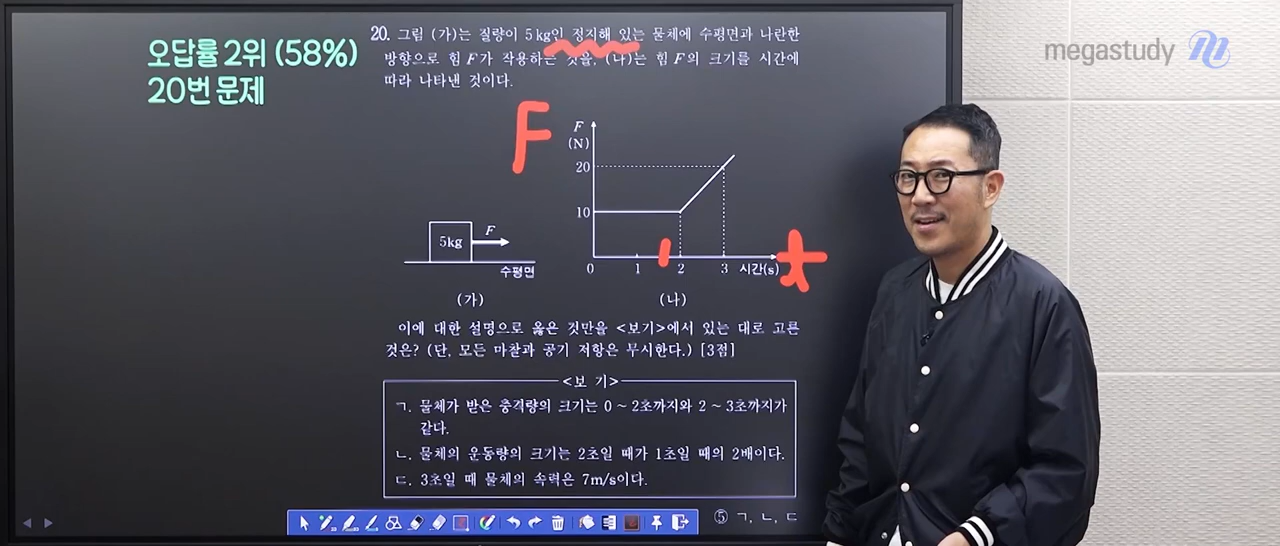 오답률 2위 (58%)
20번 문제
20. 그림 (가)는 질량이 5kg인 정지해 있는 물체에 수평면과 나란한
방향으로 힘 F가 작용하는 것을, (나)는 힘 F의 크기를 시간에
따라 나타낸 것이다.
megastudy
F
F
(N)
20
10
0 1 2 3 시간(s)
t
5kg
F
수평면
(가)
(나)
이에 대한 설명으로 옳은 것만을 <보기>에서 있는 대로 고른
것은? (단, 모든 마찰과 공기 저항은 무시한다.) [3점]
<보 기>
ㄱ. 물체가 받은 충격량의 크기는 0 ~ 2초까지와 2 ~ 3초까지가
같다.
ㄴ. 물체의 운동량의 크기는 2초일 때가 1초일 때의 2배이다.
ㄷ. 3초일 때 물체의 속력은 7m/s이다.
⑤ ㄱ, ㄴ, ㄷ